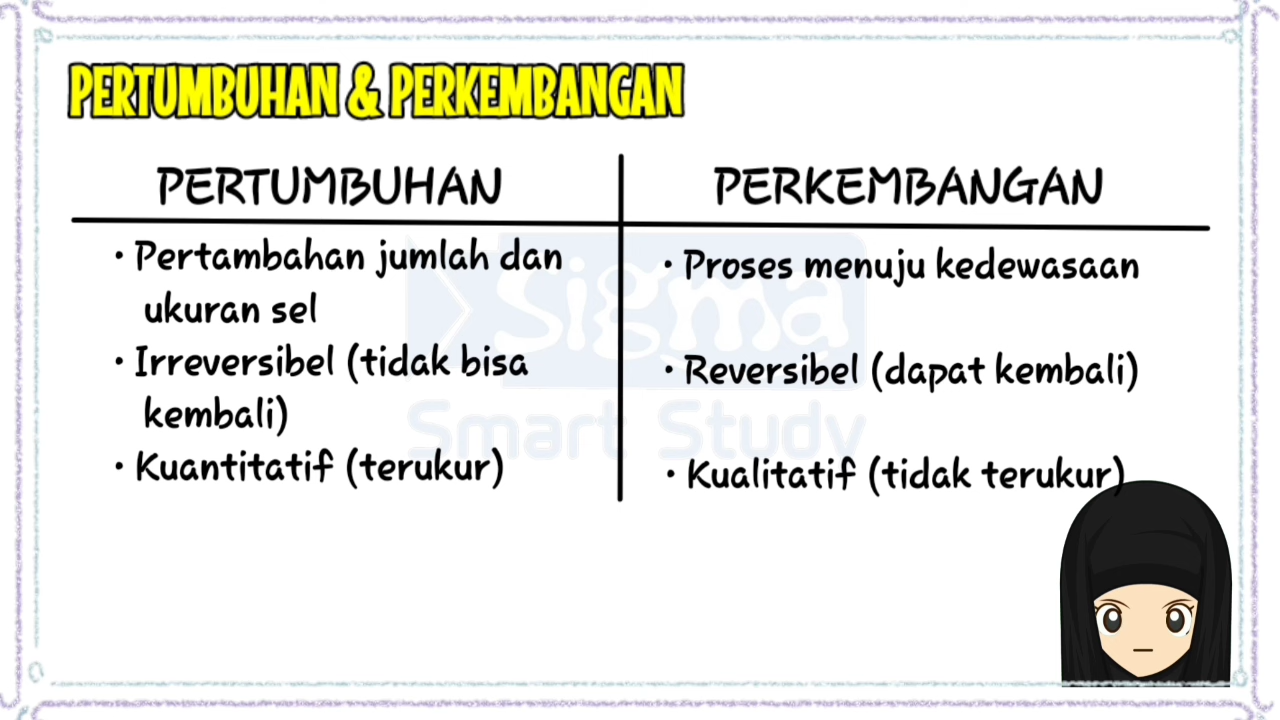 PERTUMBUHAN & PERKEMBANGAN
PERTUMBUHAN
• Pertambahan jumlah dan
ukuran sel
• Irreversibel (tidak bisa
kembali)
• Kuantitatif (terukur)
PERKEMBANGAN
• Proses menuju kedewasaan
• Reversibel (dapat kembali)
• Kualitatif (tidak terukur)
Sigma
Smart Study